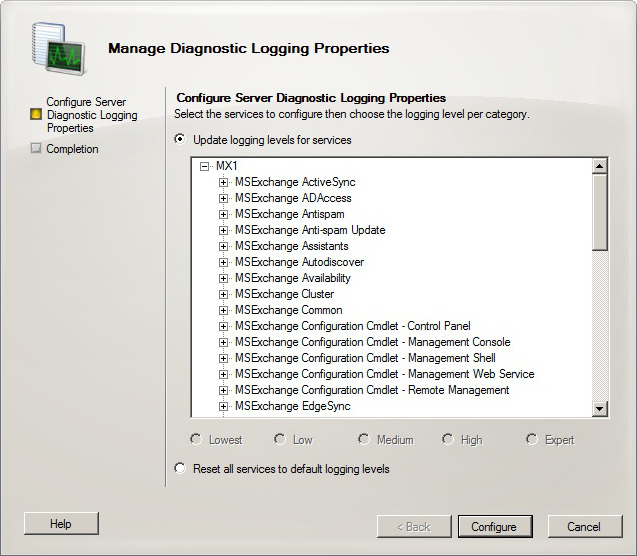 Manage Diagnostic Logging Properties
Configure Server
Diagnostic Logging
Properties
Completion
Configure Server Diagnostic Logging Properties
Select the services to configure then choose the logging level per category.
Update logging levels for services
MX1
MSExchange ActiveSync
MSExchange ADAccess
MSExchange Antispam
MSExchange Anti-spam Update
MSExchange Assistants
MSExchange Autodiscover
MSExchange Availability
MSExchange Cluster
MSExchange Common
MSExchange Configuration Cmdlet - Control Panel
MSExchange Configuration Cmdlet - Management Console
MSExchange Configuration Cmdlet - Management Shell
MSExchange Configuration Cmdlet - Management Web Service
MSExchange Configuration Cmdlet - Remote Management
MSExchange EdgeSync
Lowest Low Medium High Expert
Reset all services to default logging levels
Help < Back Configure Cancel